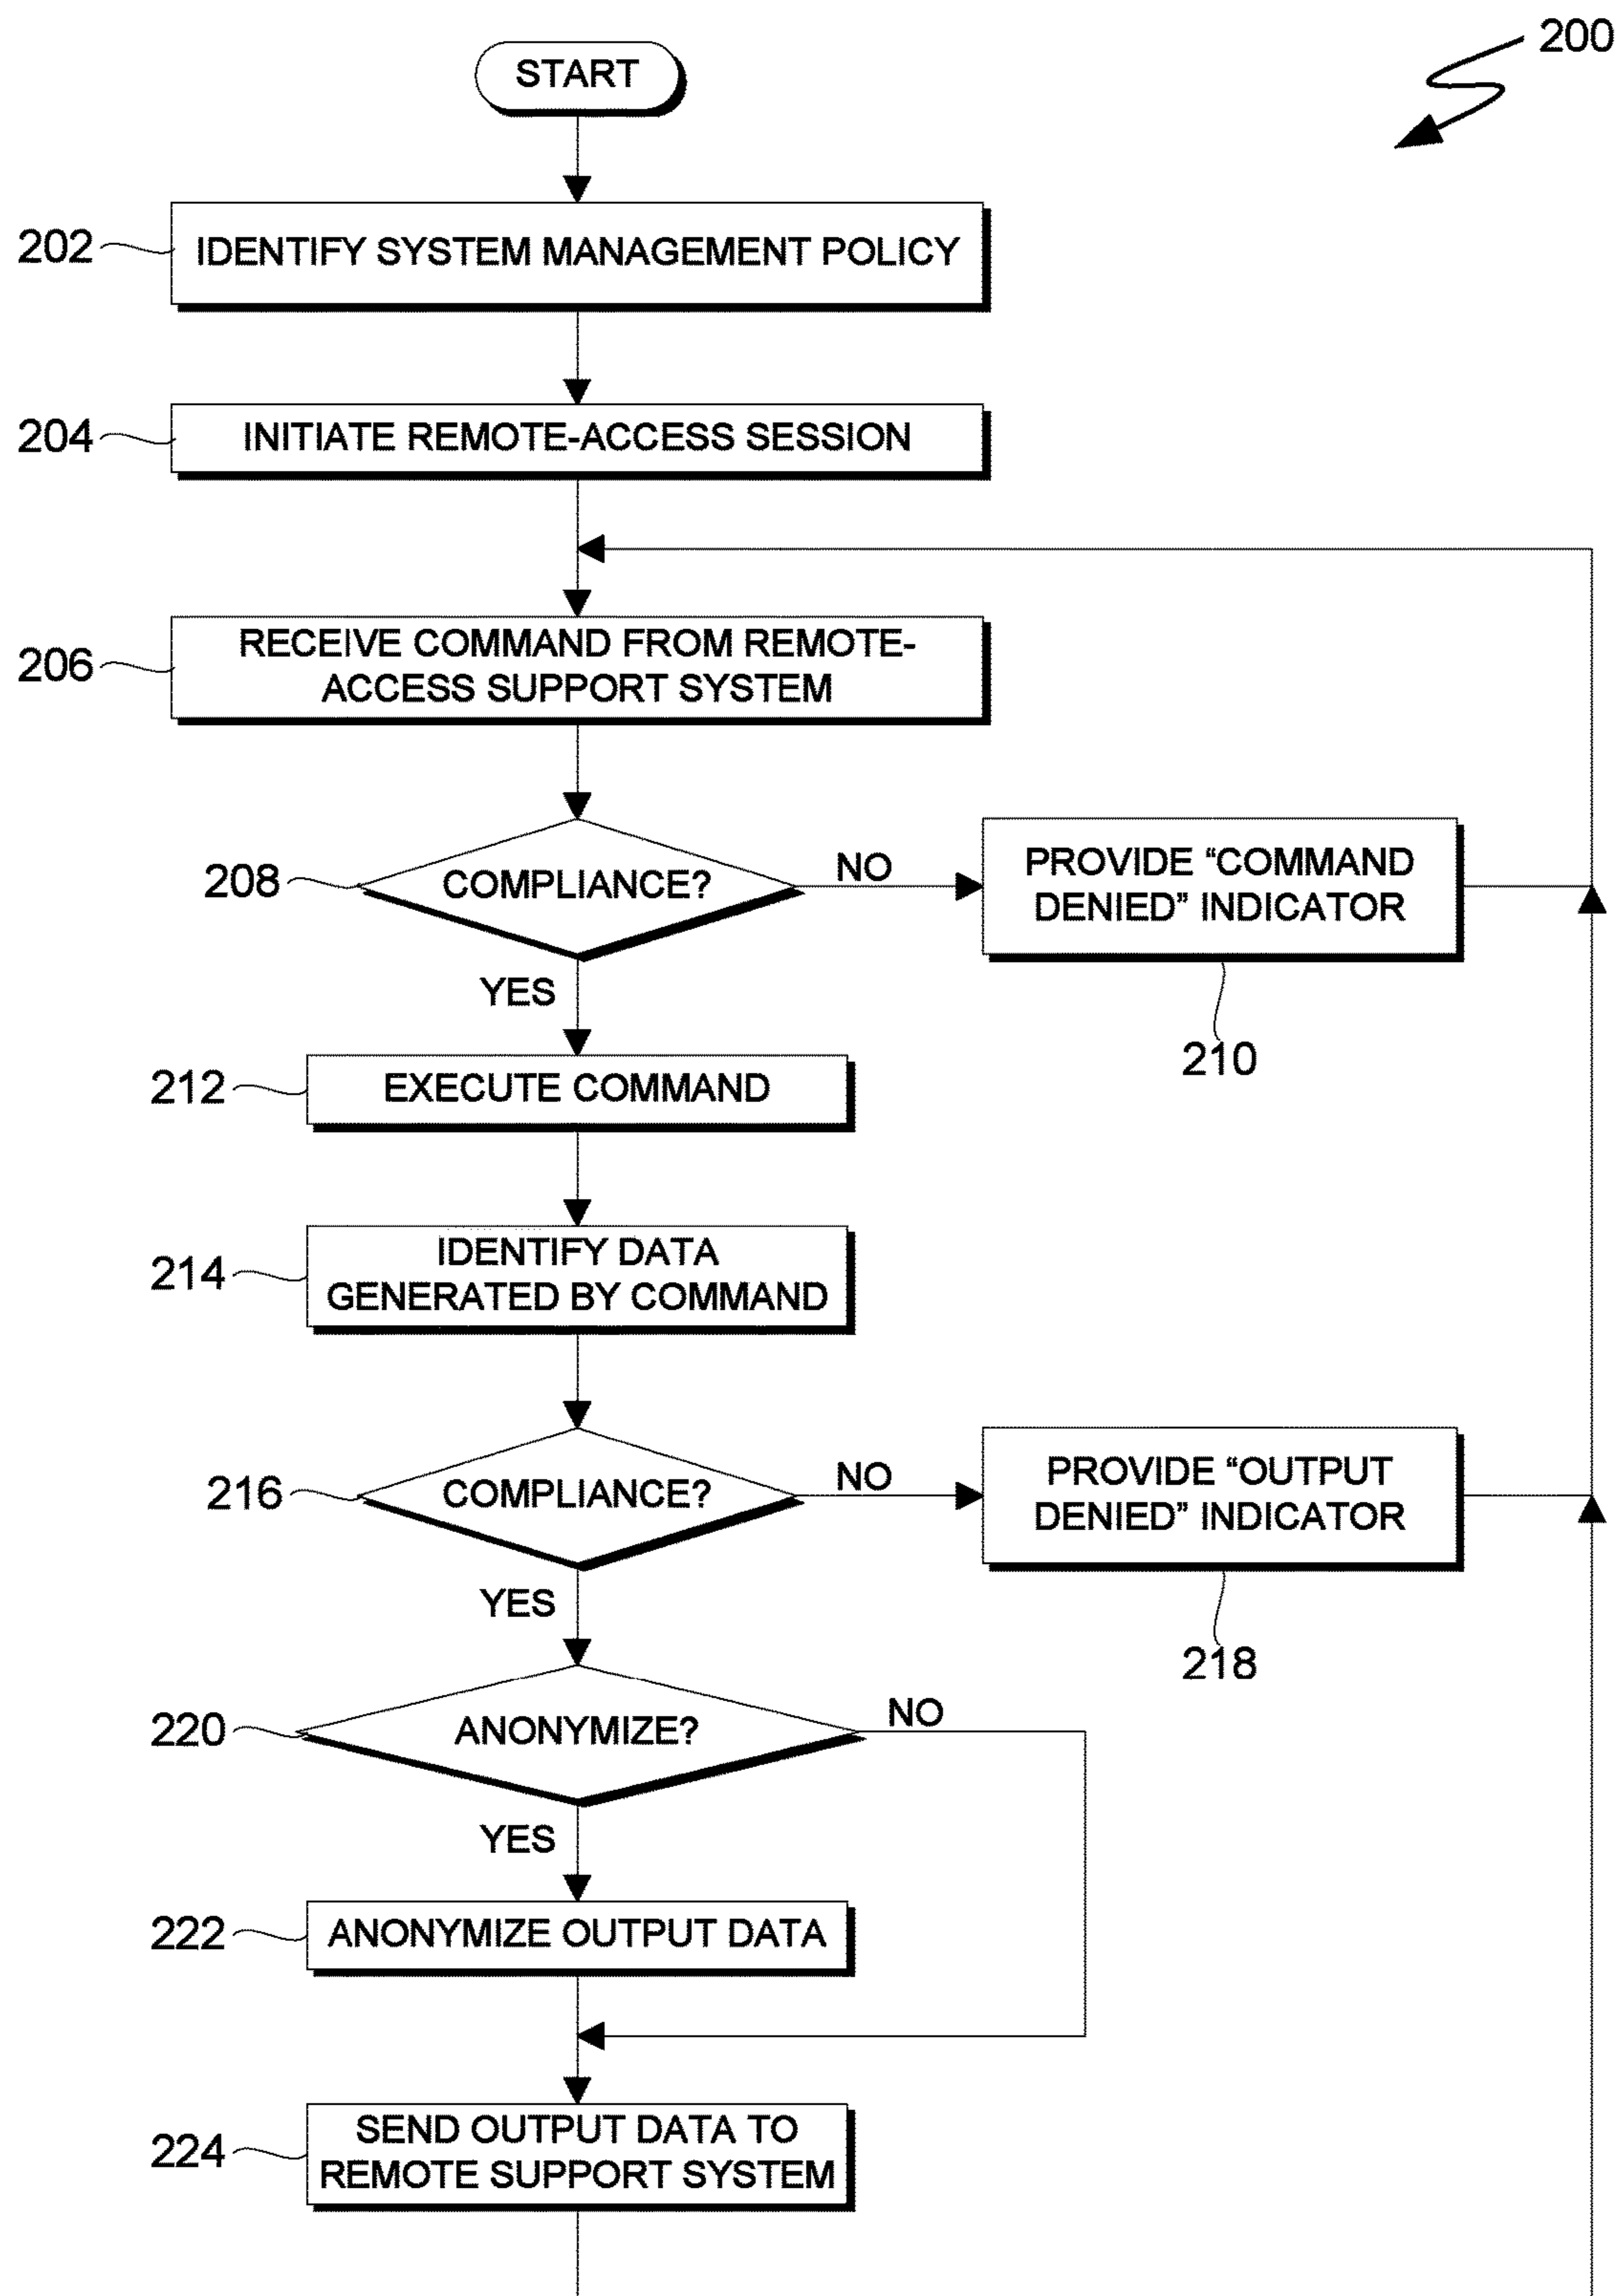 200
START
202
IDENTIFY SYSTEM MANAGEMENT POLICY
204
INITIATE REMOTE-ACCESS SESSION
206
RECEIVE COMMAND FROM REMOTE-
ACCESS SUPPORT SYSTEM
208
COMPLIANCE?
NO
PROVIDE “COMMAND
DENIED” INDICATOR
210
YES
212
EXECUTE COMMAND
214
IDENTIFY DATA
GENERATED BY COMMAND
216
COMPLIANCE?
NO
PROVIDE “OUTPUT
DENIED” INDICATOR
218
YES
220
ANONYMIZE?
NO
YES
222
ANONYMIZE OUTPUT DATA
224
SEND OUTPUT DATA TO
REMOTE SUPPORT SYSTEM